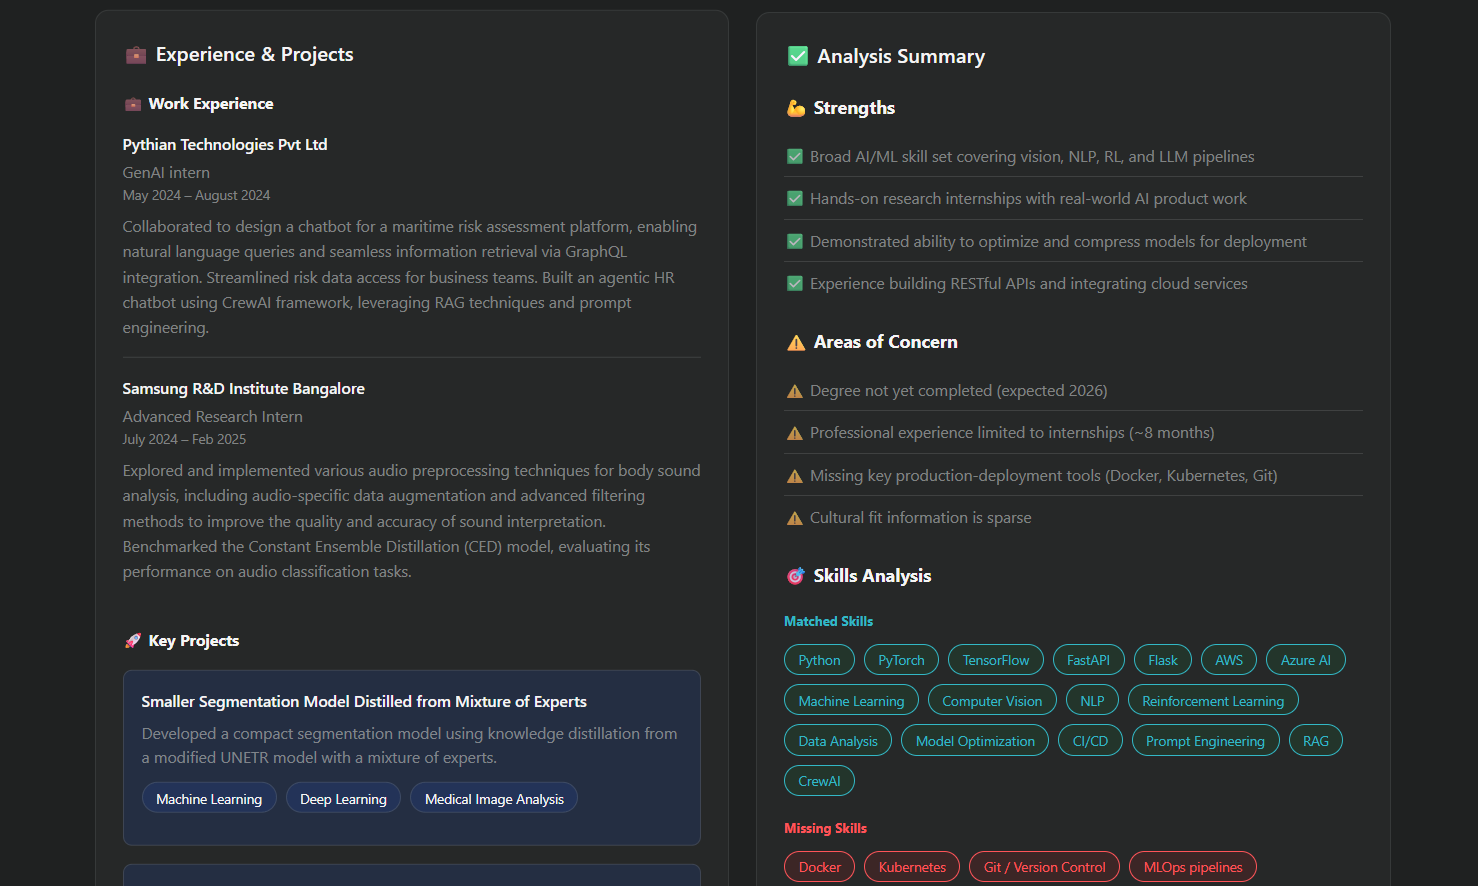 Experience & Projects
Work Experience
Pythian Technologies Pvt Ltd
GenAI intern
May 2024 – August 2024
Collaborated to design a chatbot for a maritime risk assessment platform, enabling
natural language queries and seamless information retrieval via GraphQL
integration. Streamlined risk data access for business teams. Built an agentic HR
chatbot using CrewAI framework, leveraging RAG techniques and prompt
engineering.
Samsung R&D Institute Bangalore
Advanced Research Intern
July 2024 – Feb 2025
Explored and implemented various audio preprocessing techniques for body sound
analysis, including audio-specific data augmentation and advanced filtering
methods to improve the quality and accuracy of sound interpretation.
Benchmarked the Constant Ensemble Distillation (CED) model, evaluating its
performance on audio classification tasks.
Key Projects
Smaller Segmentation Model Distilled from Mixture of Experts
Developed a compact segmentation model using knowledge distillation from
a modified UNETR model with a mixture of experts.
Machine Learning Deep Learning Medical Image Analysis
Analysis Summary
Strengths
Broad AI/ML skill set covering vision, NLP, RL, and LLM pipelines
Hands-on research internships with real-world AI product work
Demonstrated ability to optimize and compress models for deployment
Experience building RESTful APIs and integrating cloud services
Areas of Concern
Degree not yet completed (expected 2026)
Professional experience limited to internships (~8 months)
Missing key production-deployment tools (Docker, Kubernetes, Git)
Cultural fit information is sparse
Skills Analysis
Matched Skills
Python PyTorch TensorFlow FastAPI Flask AWS Azure AI
Machine Learning Computer Vision NLP Reinforcement Learning
Data Analysis Model Optimization CI/CD Prompt Engineering RAG
CrewAI
Missing Skills
Docker Kubernetes Git / Version Control MLOps pipelines